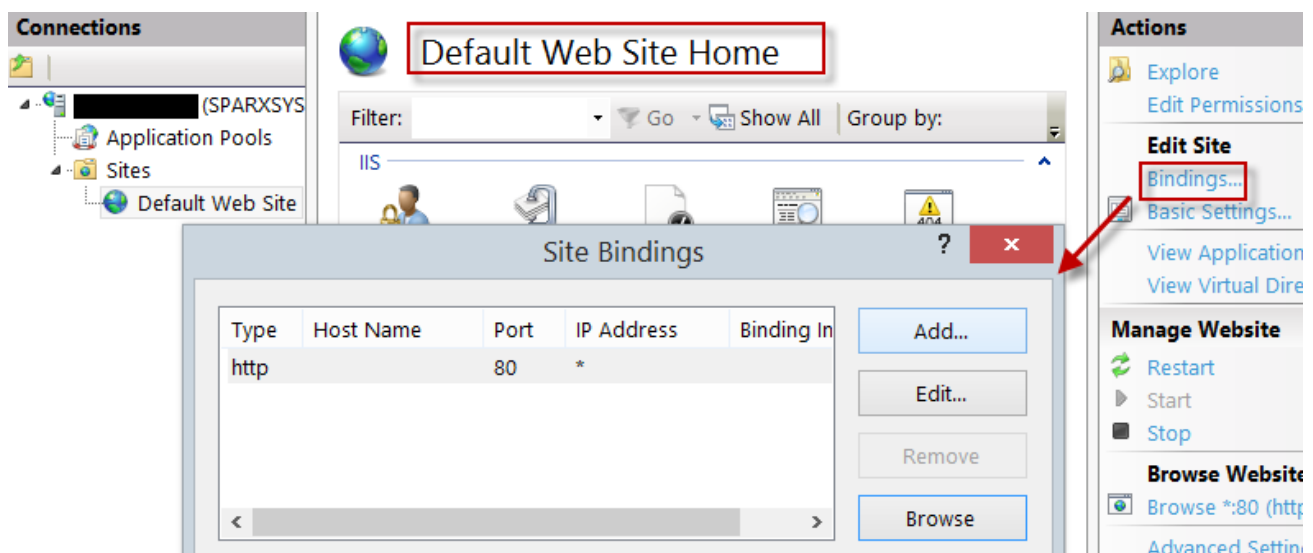 Connections
(SPARXSYS
Application Pools
Sites
Default Web Site
Default Web Site Home
Filter:
Go
Show All
Group by:
IIS
404
Site Bindings
?
x
Type Host Name Port IP Address Binding In
http 80 *
Add...
Edit...
Remove
Browse
Actions
Explore
Edit Permissions
Edit Site
Bindings...
Basic Settings...
View Application
View Virtual Dire
Manage Website
Restart
Start
Stop
Browse Website
Browse *:80 (http
Advanced Settin